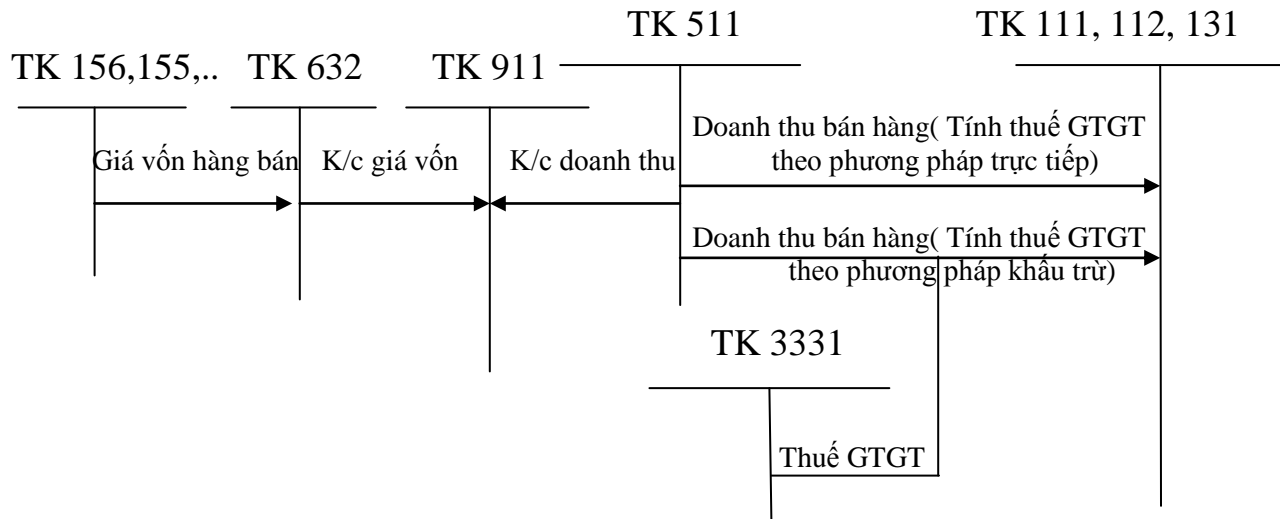 TK 511
TK 111, 112, 131
TK 156,155,..
TK 632
TK 911
Giá vốn hàng bán
K/c giá vốn
K/c doanh thu
Doanh thu bán hàng( Tính thuế GTGT
theo phương pháp trực tiếp)
Doanh thu bán hàng( Tính thuế GTGT
theo phương pháp khấu trừ)
TK 3331
Thuế GTGT